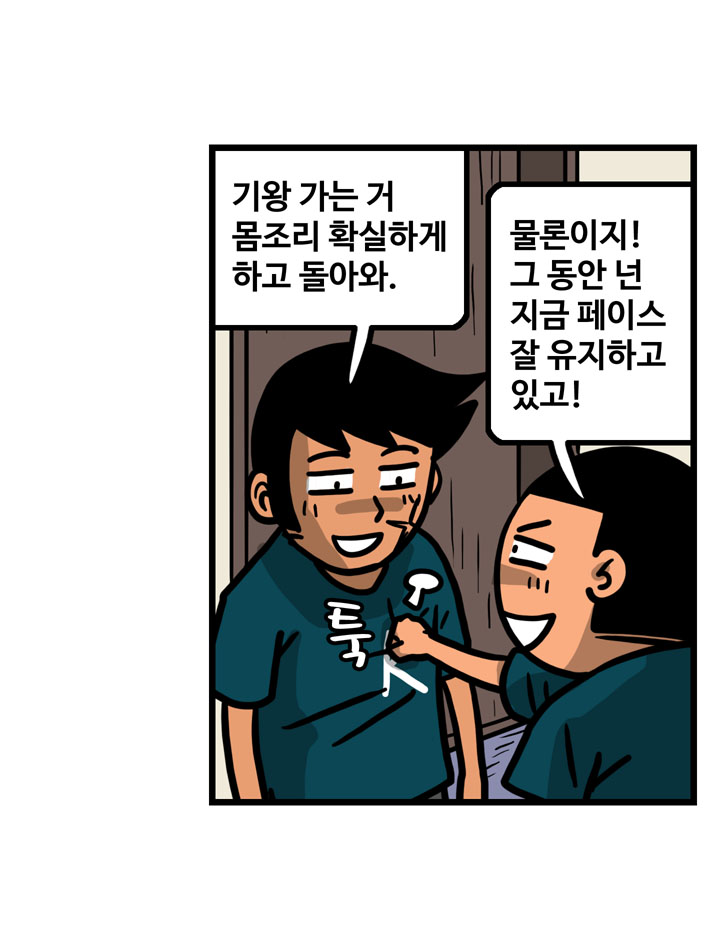 기왕 가는 거
몸조리 확실하게
하고 돌아와.
물론이지!
그 동안 넌
지금 페이스
잘 유지하고
있고!
툭
K